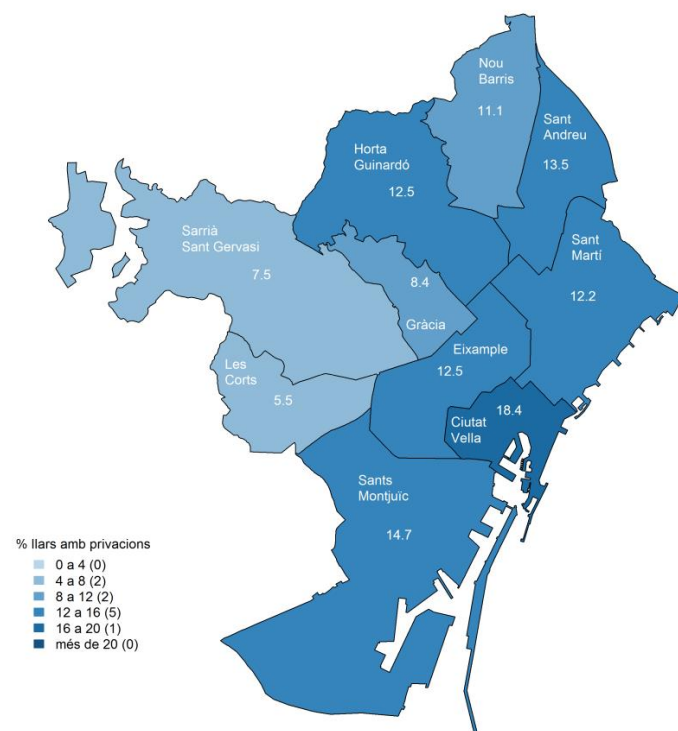 Nou
Barris
11.1
Sant
Andreu
13.5
Horta
Guinardó
12.5
Sarrià
Sant Gervasi
7.5
Sant
Martí
12.2
8.4
Gràcia
Eixample
12.5
Les
Corts
5.5
18.4
Ciutat
Vella
Sants
Montjuïc
14.7
% llars amb privacions
0 a 4 (0)
4 a 8 (2)
8 a 12 (2)
12 a 16 (5)
16 a 20 (1)
més de 20 (0)